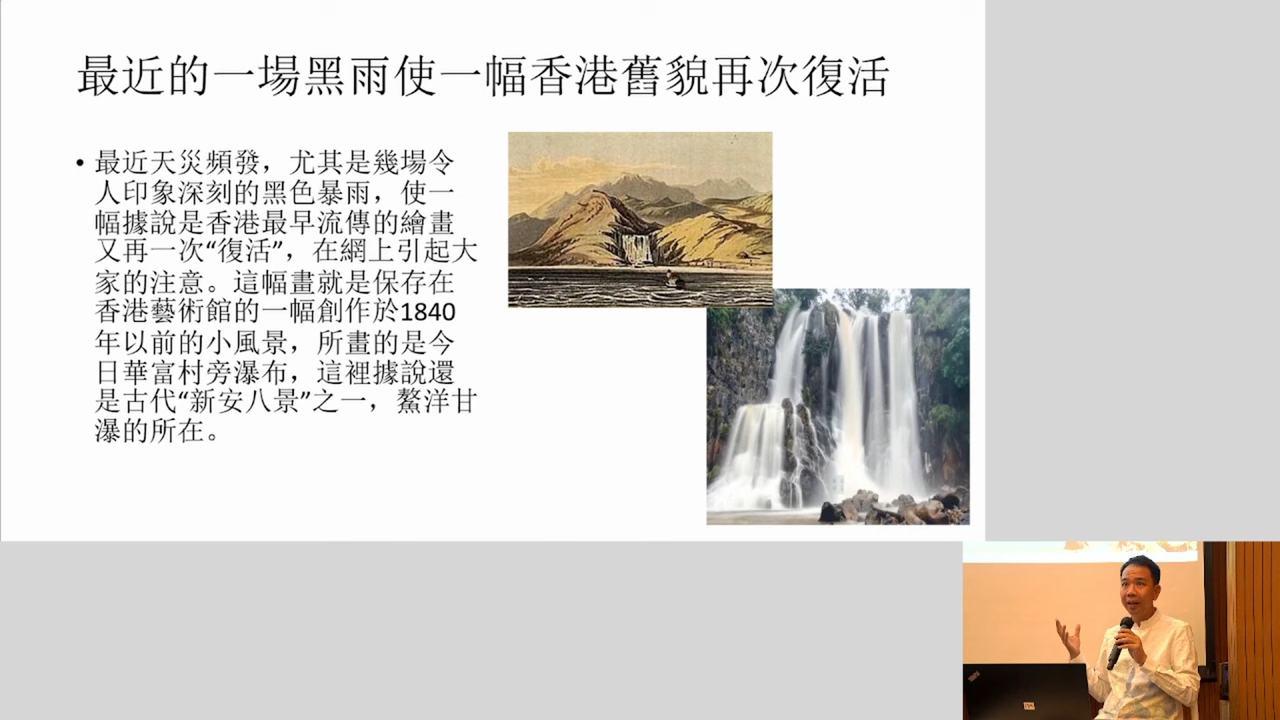 最近的一場黑雨使一幅香港舊貌再次復活
• 最近天災頻發，尤其是幾場令
人印象深刻的黑色暴雨，使一
幅據說是香港最早流傳的繪畫
又再一次“復活”，在網上引起大
家的注意。這幅畫就是保存在
香港藝術館的一幅創作於1840
年以前的小風景，所畫的是今
日華富村旁瀑布，這裡據說還
是古代“新安八景”之一，鰲洋甘
瀑的所在。